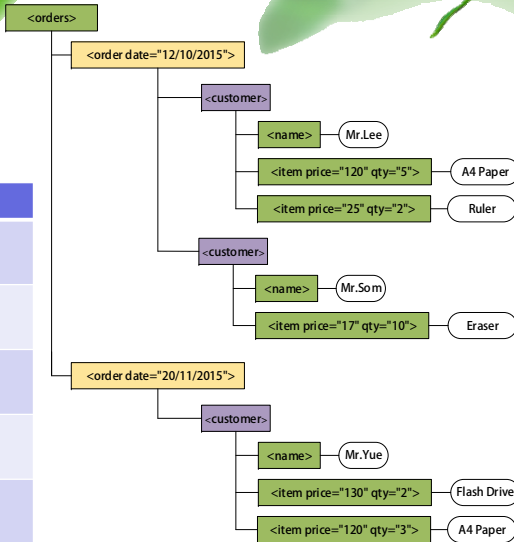 <orders>
<order date="12/10/2015">
<customer>
<name> Mr.Lee
<item price="120" qty="5"> A4 Paper
<item price="25" qty="2"> Ruler
<customer>
<name> Mr.Som
<item price="17" qty="10"> Eraser
<order date="20/11/2015">
<customer>
<name> Mr.Yue
<item price="130" qty="2"> Flash Drive
<item price="120" qty="3"> A4 Paper